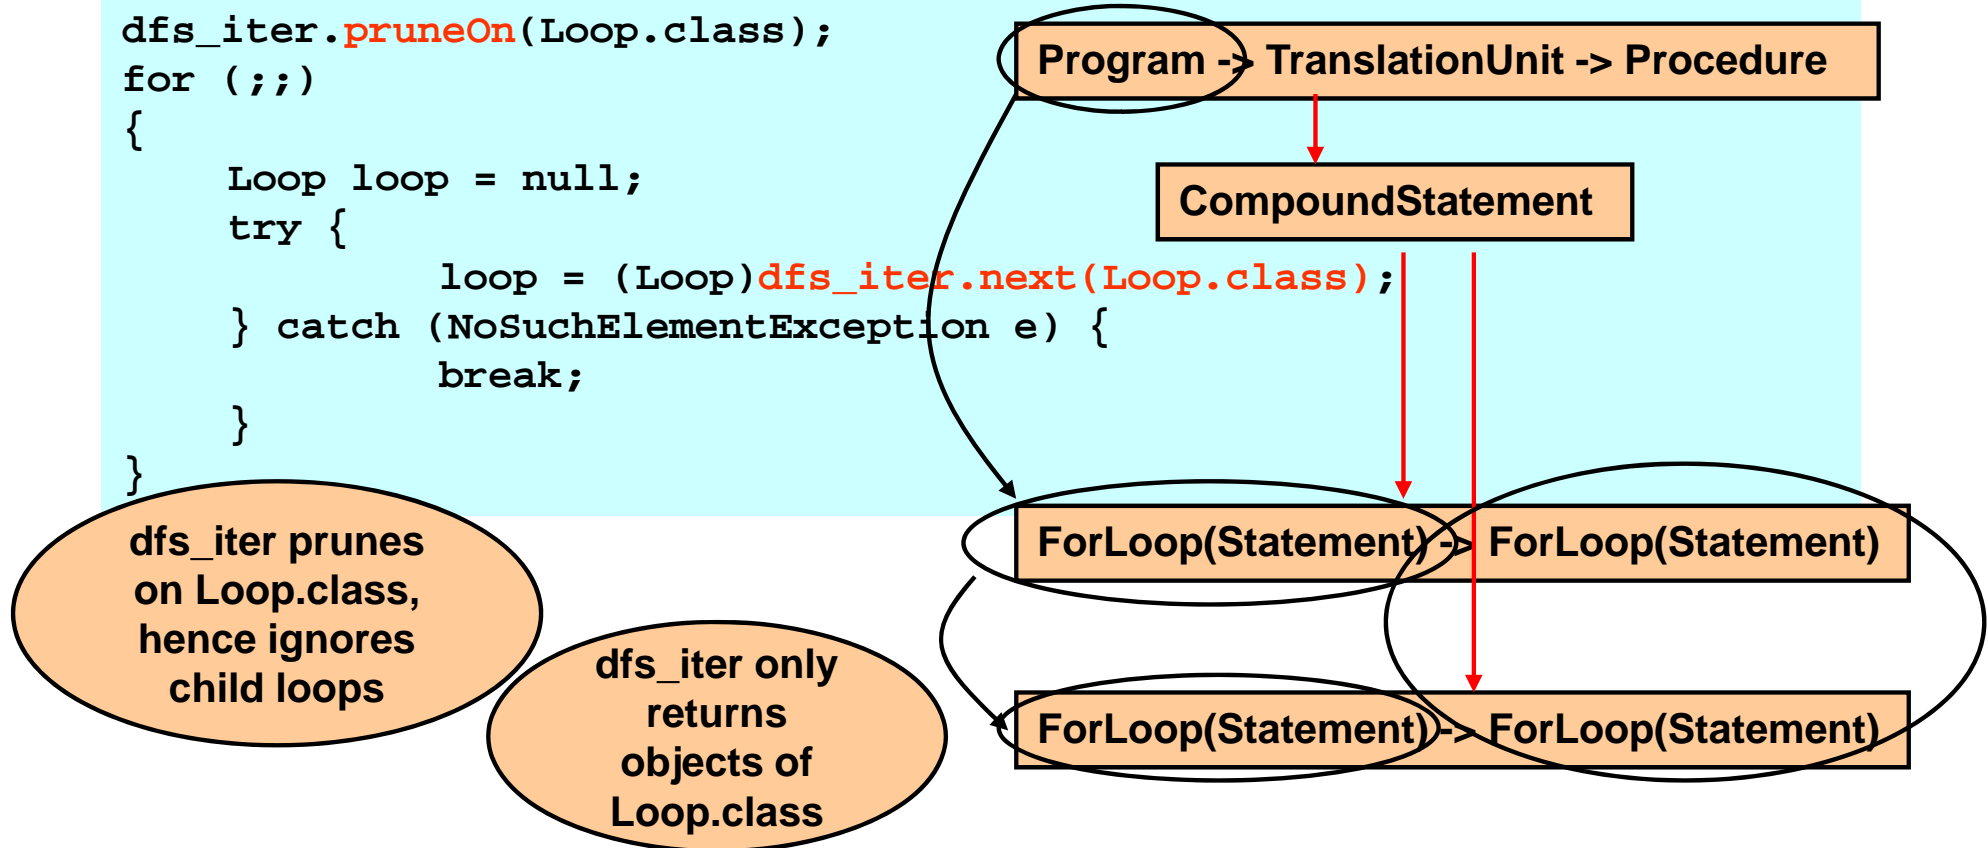 dfs_iter.pruneOn(Loop.class);
for (;;)
{
Loop loop = null;
try {
loop = (Loop)dfs_iter.next(Loop.class);
} catch (NoSuchElementException e) {
break;
}
}
Program -> TranslationUnit -> Procedure
CompoundStatement
ForLoop(Statement) -> ForLoop(Statement)
ForLoop(Statement) -> ForLoop(Statement)
dfs_iter prunes
on Loop.class,
hence ignores
child loops
dfs_iter only
returns
objects of
Loop.class